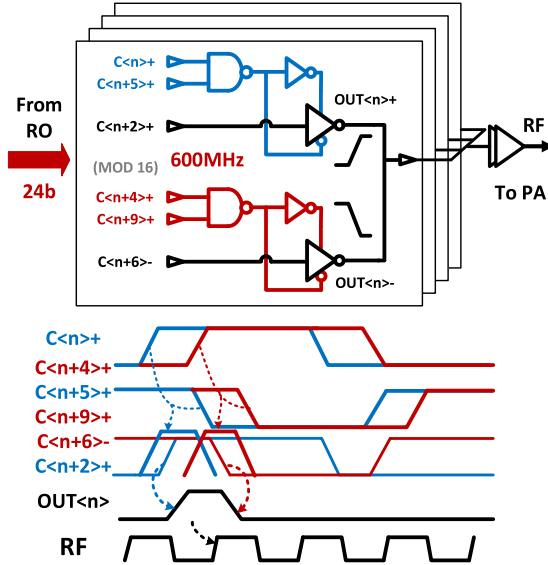 C<n>+
C<n+5>+
OUT<n>+
From
RO
C<n+2>+
RF
(MOD 16)
600MHz
24b
C<n+4>+
C<n+9>+
To PA
C<n+6>-
OUT<n>-
C<n>+
C<n+4>+
C<n+5>+
C<n+9>+
C<n+6>-
C<n+2>+
OUT<n>
RF